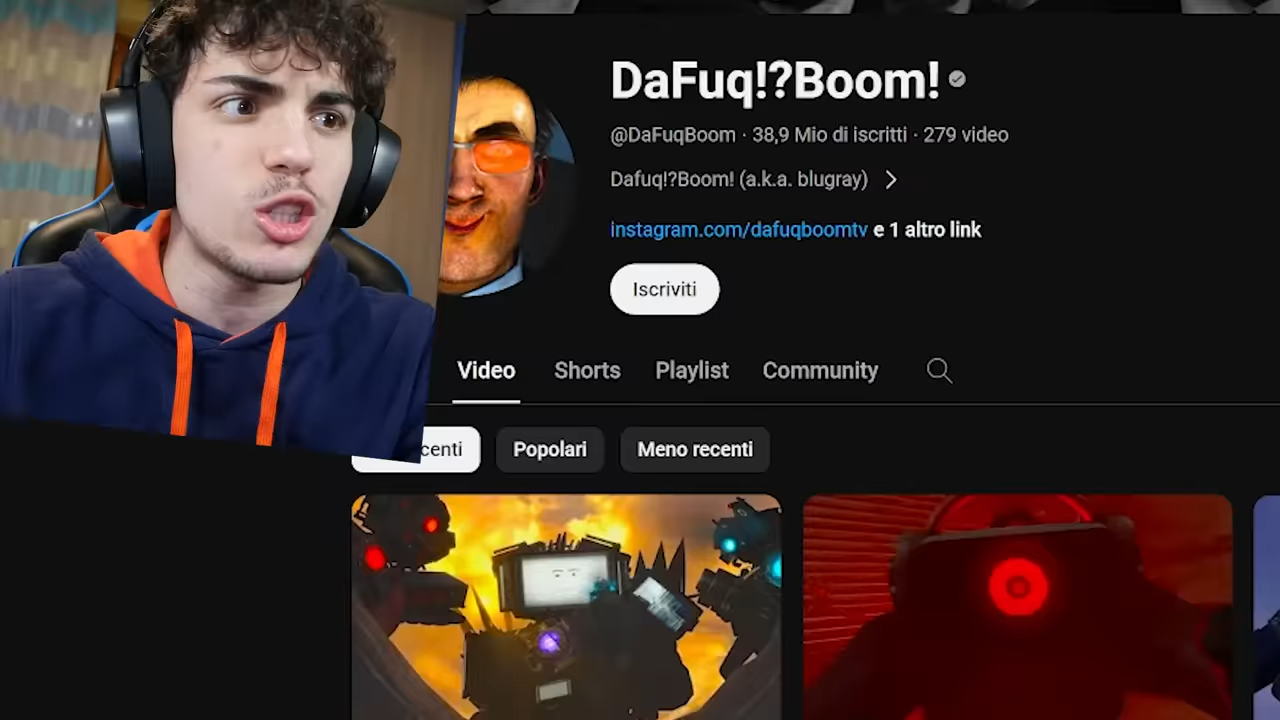 DaFuq!?Boom!
@DaFuqBoom · 38,9 Mio di iscritti · 279 video
Dafuq!?Boom! (a.k.a. blugray)
instagram.com/dafuqboomtv e 1 altro link
Iscriviti
Video Shorts Playlist Community
centi Popolari Meno recenti